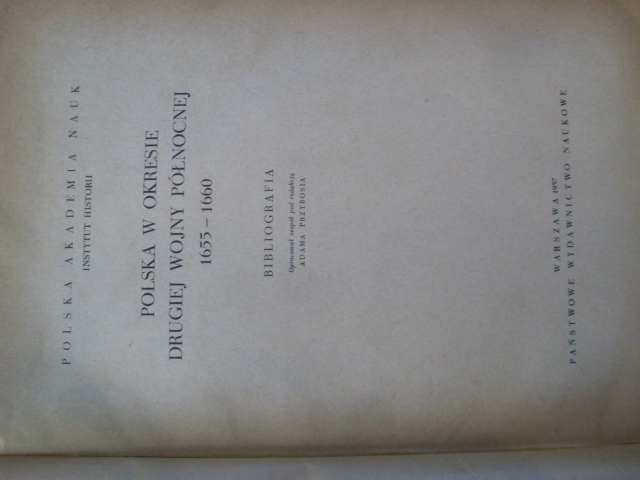 POLSKA AKADEMIA NAUK
INSTYTUT HISTORII
POLSKA W OKRESIE
DRUGIEJ WOJNY PÓŁNOCNEJ
1655 – 1660
BIBLIOGRAFIA
Opracował zespół pod redakcją
ADAMA PRZYBOSIA
WARSZAWA 1957
PAŃSTWOWE WYDAWNICTWO NAUKOWE